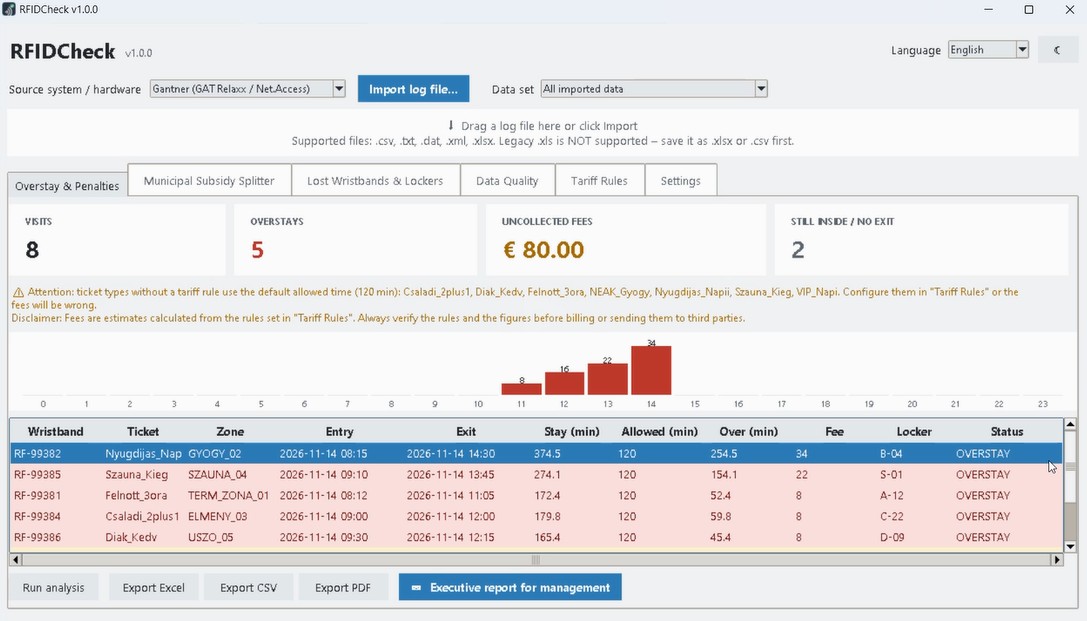 RFIDCheck v1.0.0
RFIDCheck v1.0.0
Language English
Source system / hardware Gantner (GAT Relaxx / Net.Access) Import log file... Data set All imported data
Drag a log file here or click Import
Supported files: .csv, .txt, .dat, .xml, .xlsx. Legacy .xls is NOT supported – save it as .xlsx or .csv first.
Overstay & Penalties Municipal Subsidy Splitter Lost Wristbands & Lockers Data Quality Tariff Rules Settings
VISITS OVERSTAYS UNCOLLECTED FEES STILL INSIDE / NO EXIT
8 5 € 80.00 2
⚠ Attention: ticket types without a tariff rule use the default allowed time (120 min): Csaladi_2plus1, Diak_Kedv, Felnott_3ora, NEAK_Gyogy, Nyugdijas_Napii, Szauna_Kieg, VIP_Napi. Configure them in "Tariff Rules" or the
fees will be wrong.
Disclaimer: Fees are estimates calculated from the rules set in "Tariff Rules". Always verify the rules and the figures before billing or sending them to third parties.
8 16 22 34
0 1 2 3 4 5 6 7 8 9 10 11 12 13 14 15 16 17 18 19 20 21 22 23
Wristband Ticket Zone Entry Exit Stay (min) Allowed (min) Over (min) Fee Locker Status
RF-99382 Nyugdijas_Nap GYOGY_02 2026-11-14 08:15 2026-11-14 14:30 374.5 120 254.5 34 B-04 OVERSTAY
RF-99385 Szauna_Kieg SZAUNA_04 2026-11-14 09:10 2026-11-14 13:45 274.1 120 154.1 22 S-01 OVERSTAY
RF-99381 Felnott_3ora TERM_ZONA_01 2026-11-14 08:12 2026-11-14 11:05 172.4 120 52.4 8 A-12 OVERSTAY
RF-99384 Csaladi_2plus1 ELMENY_03 2026-11-14 09:00 2026-11-14 12:00 179.8 120 59.8 8 C-22 OVERSTAY
RF-99386 Diak_Kedv USZO_05 2026-11-14 09:30 2026-11-14 12:15 165.4 120 45.4 8 D-09 OVERSTAY
Run analysis Export Excel Export CSV Export PDF Executive report for management